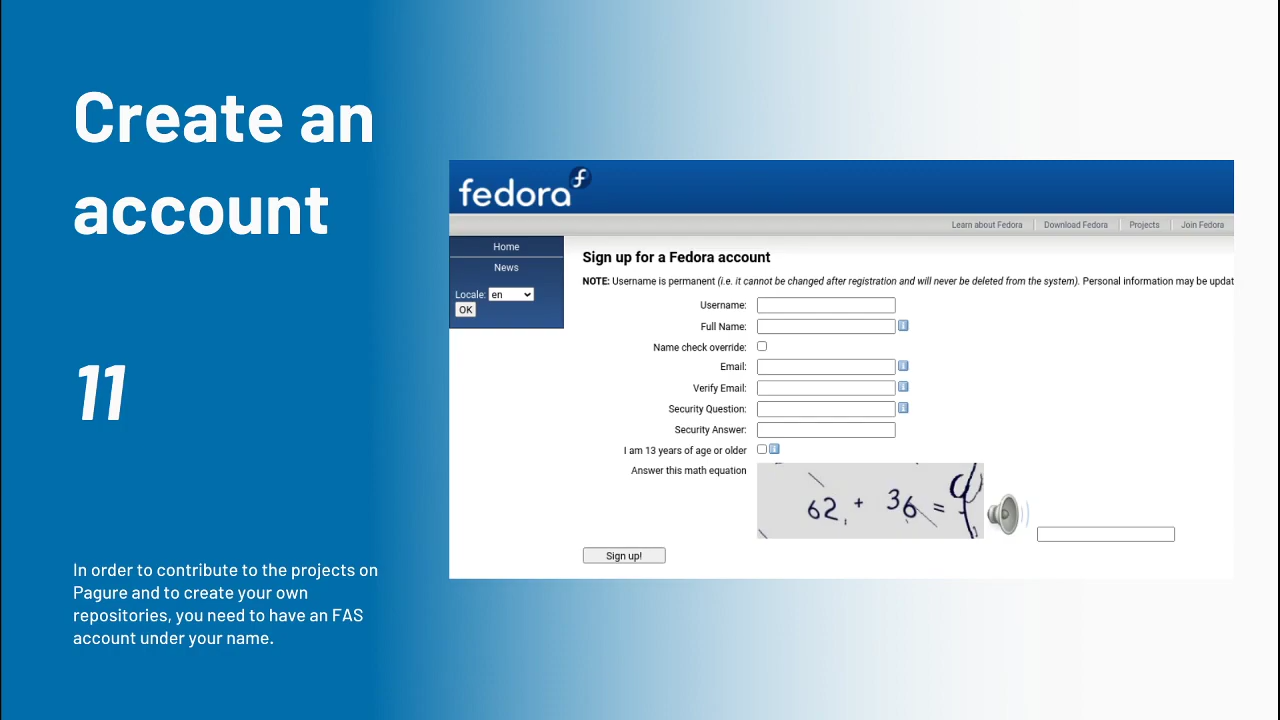 Create an
account
11
In order to contribute to the projects on
Pagure and to create your own
repositories, you need to have an FAS
account under your name.
fedora
Learn about Fedora Download Fedora Projects Join Fedora
Home
News
Locale: en
OK
Sign up for a Fedora account
NOTE: Username is permanent (i.e. it cannot be changed after registration and will never be deleted from the system). Personal information may be updat
Username:
Full Name:
Name check override:
Email:
Verify Email:
Security Question:
Security Answer:
I am 13 years of age or older
Answer this math equation
62 + 36 =
Sign up!